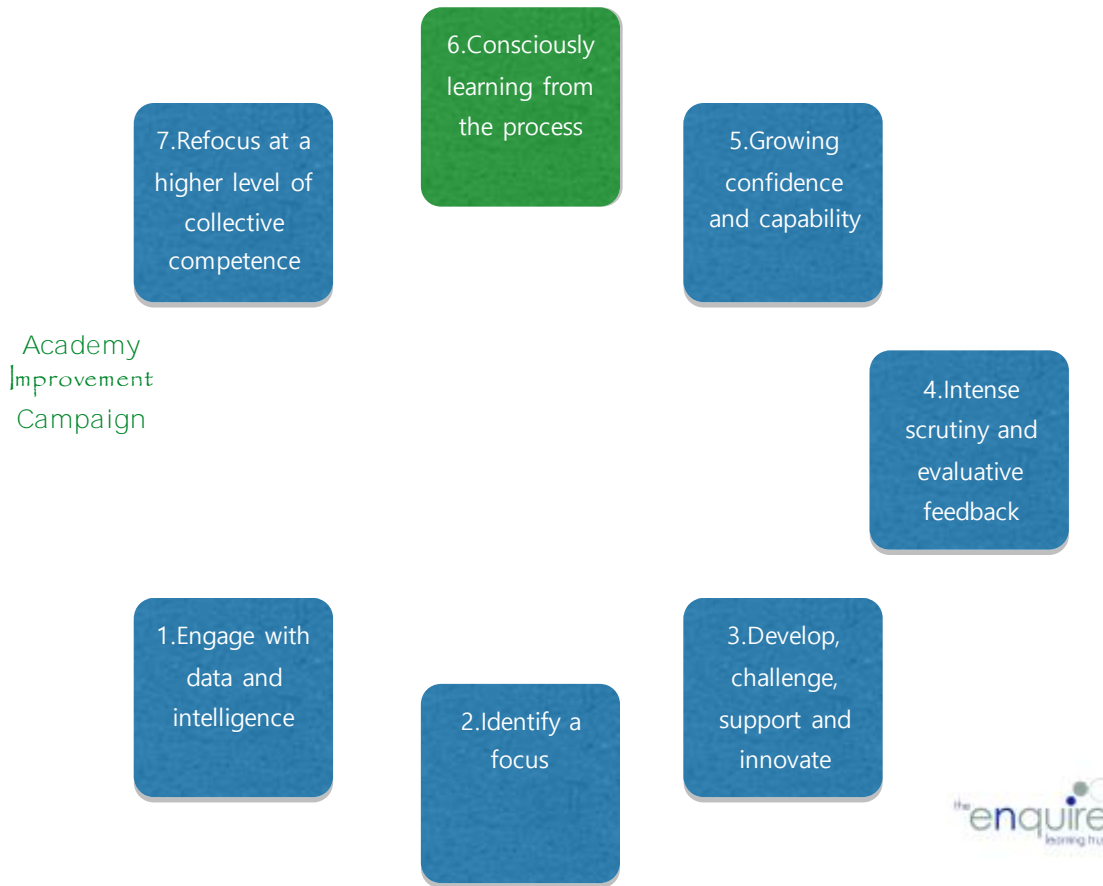 6.Consciously
learning from
the process
7.Refocus at a
higher level of
collective
competence
5.Growing
confidence
and capability
Academy
Improvement
Campaign
4.Intense
scrutiny and
evaluative
feedback
1.Engage with
data and
intelligence
2.Identify a
focus
3.Develop,
challenge,
support and
innovate
the enquire
learning